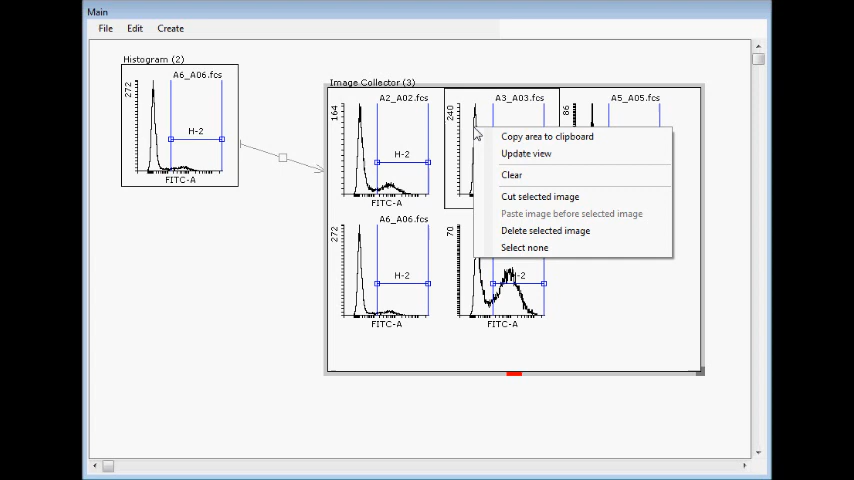 Main
File Edit Create
Histogram (2)
A6_A06.fcs
272
H-2
FITC-A
Image Collector (3)
A2_A02.fcs
164
H-2
FITC-A
A3_A03.fcs
240
A5_A05.fcs
86
Copy area to clipboard
Update view
Clear
Cut selected image
Paste image before selected image
Delete selected image
Select none
A6_A06.fcs
272
H-2
FITC-A
70
-2
FITC-A